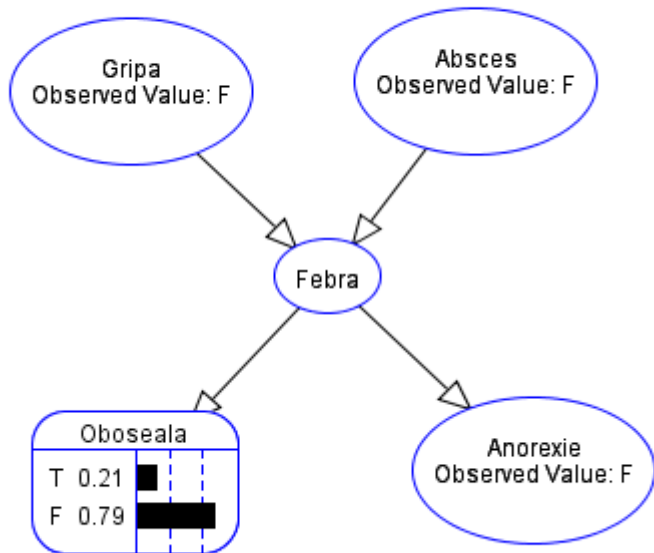 Gripa
Observed Value: F
Absces
Observed Value: F
Febra
Oboseala
T 0.21
F 0.79
Anorexie
Observed Value: F